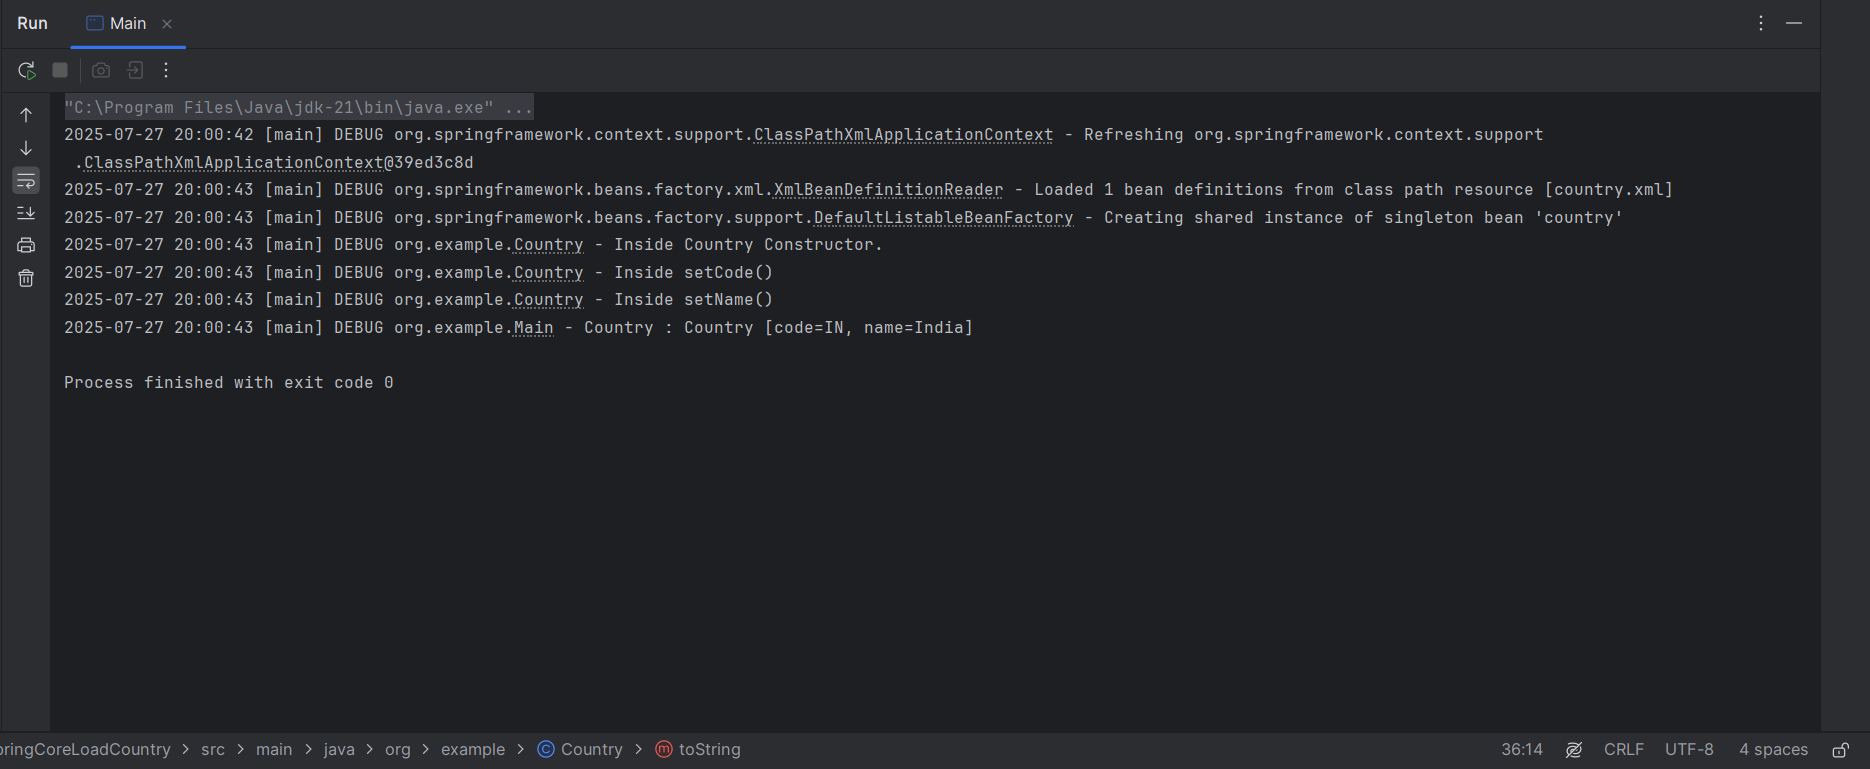 Run Main
"C:\Program Files\Java\jdk-21\bin\java.exe" ...
2025-07-27 20:00:42 [main] DEBUG org.springframework.context.support.ClassPathXmlApplicationContext - Refreshing org.springframework.context.support
.ClassPathXmlApplicationContext@39ed3c8d
2025-07-27 20:00:43 [main] DEBUG org.springframework.beans.factory.xml.XmlBeanDefinitionReader - Loaded 1 bean definitions from class path resource [country.xml]
2025-07-27 20:00:43 [main] DEBUG org.springframework.beans.factory.support.DefaultListableBeanFactory - Creating shared instance of singleton bean 'country'
2025-07-27 20:00:43 [main] DEBUG org.example.Country - Inside Country Constructor.
2025-07-27 20:00:43 [main] DEBUG org.example.Country - Inside setCode()
2025-07-27 20:00:43 [main] DEBUG org.example.Country - Inside setName()
2025-07-27 20:00:43 [main] DEBUG org.example.Main - Country : Country [code=IN, name=India]
Process finished with exit code 0
pringCoreLoadCountry > src > main > java > org > example > Country > toString 36:14 CRLF UTF-8 4 spaces